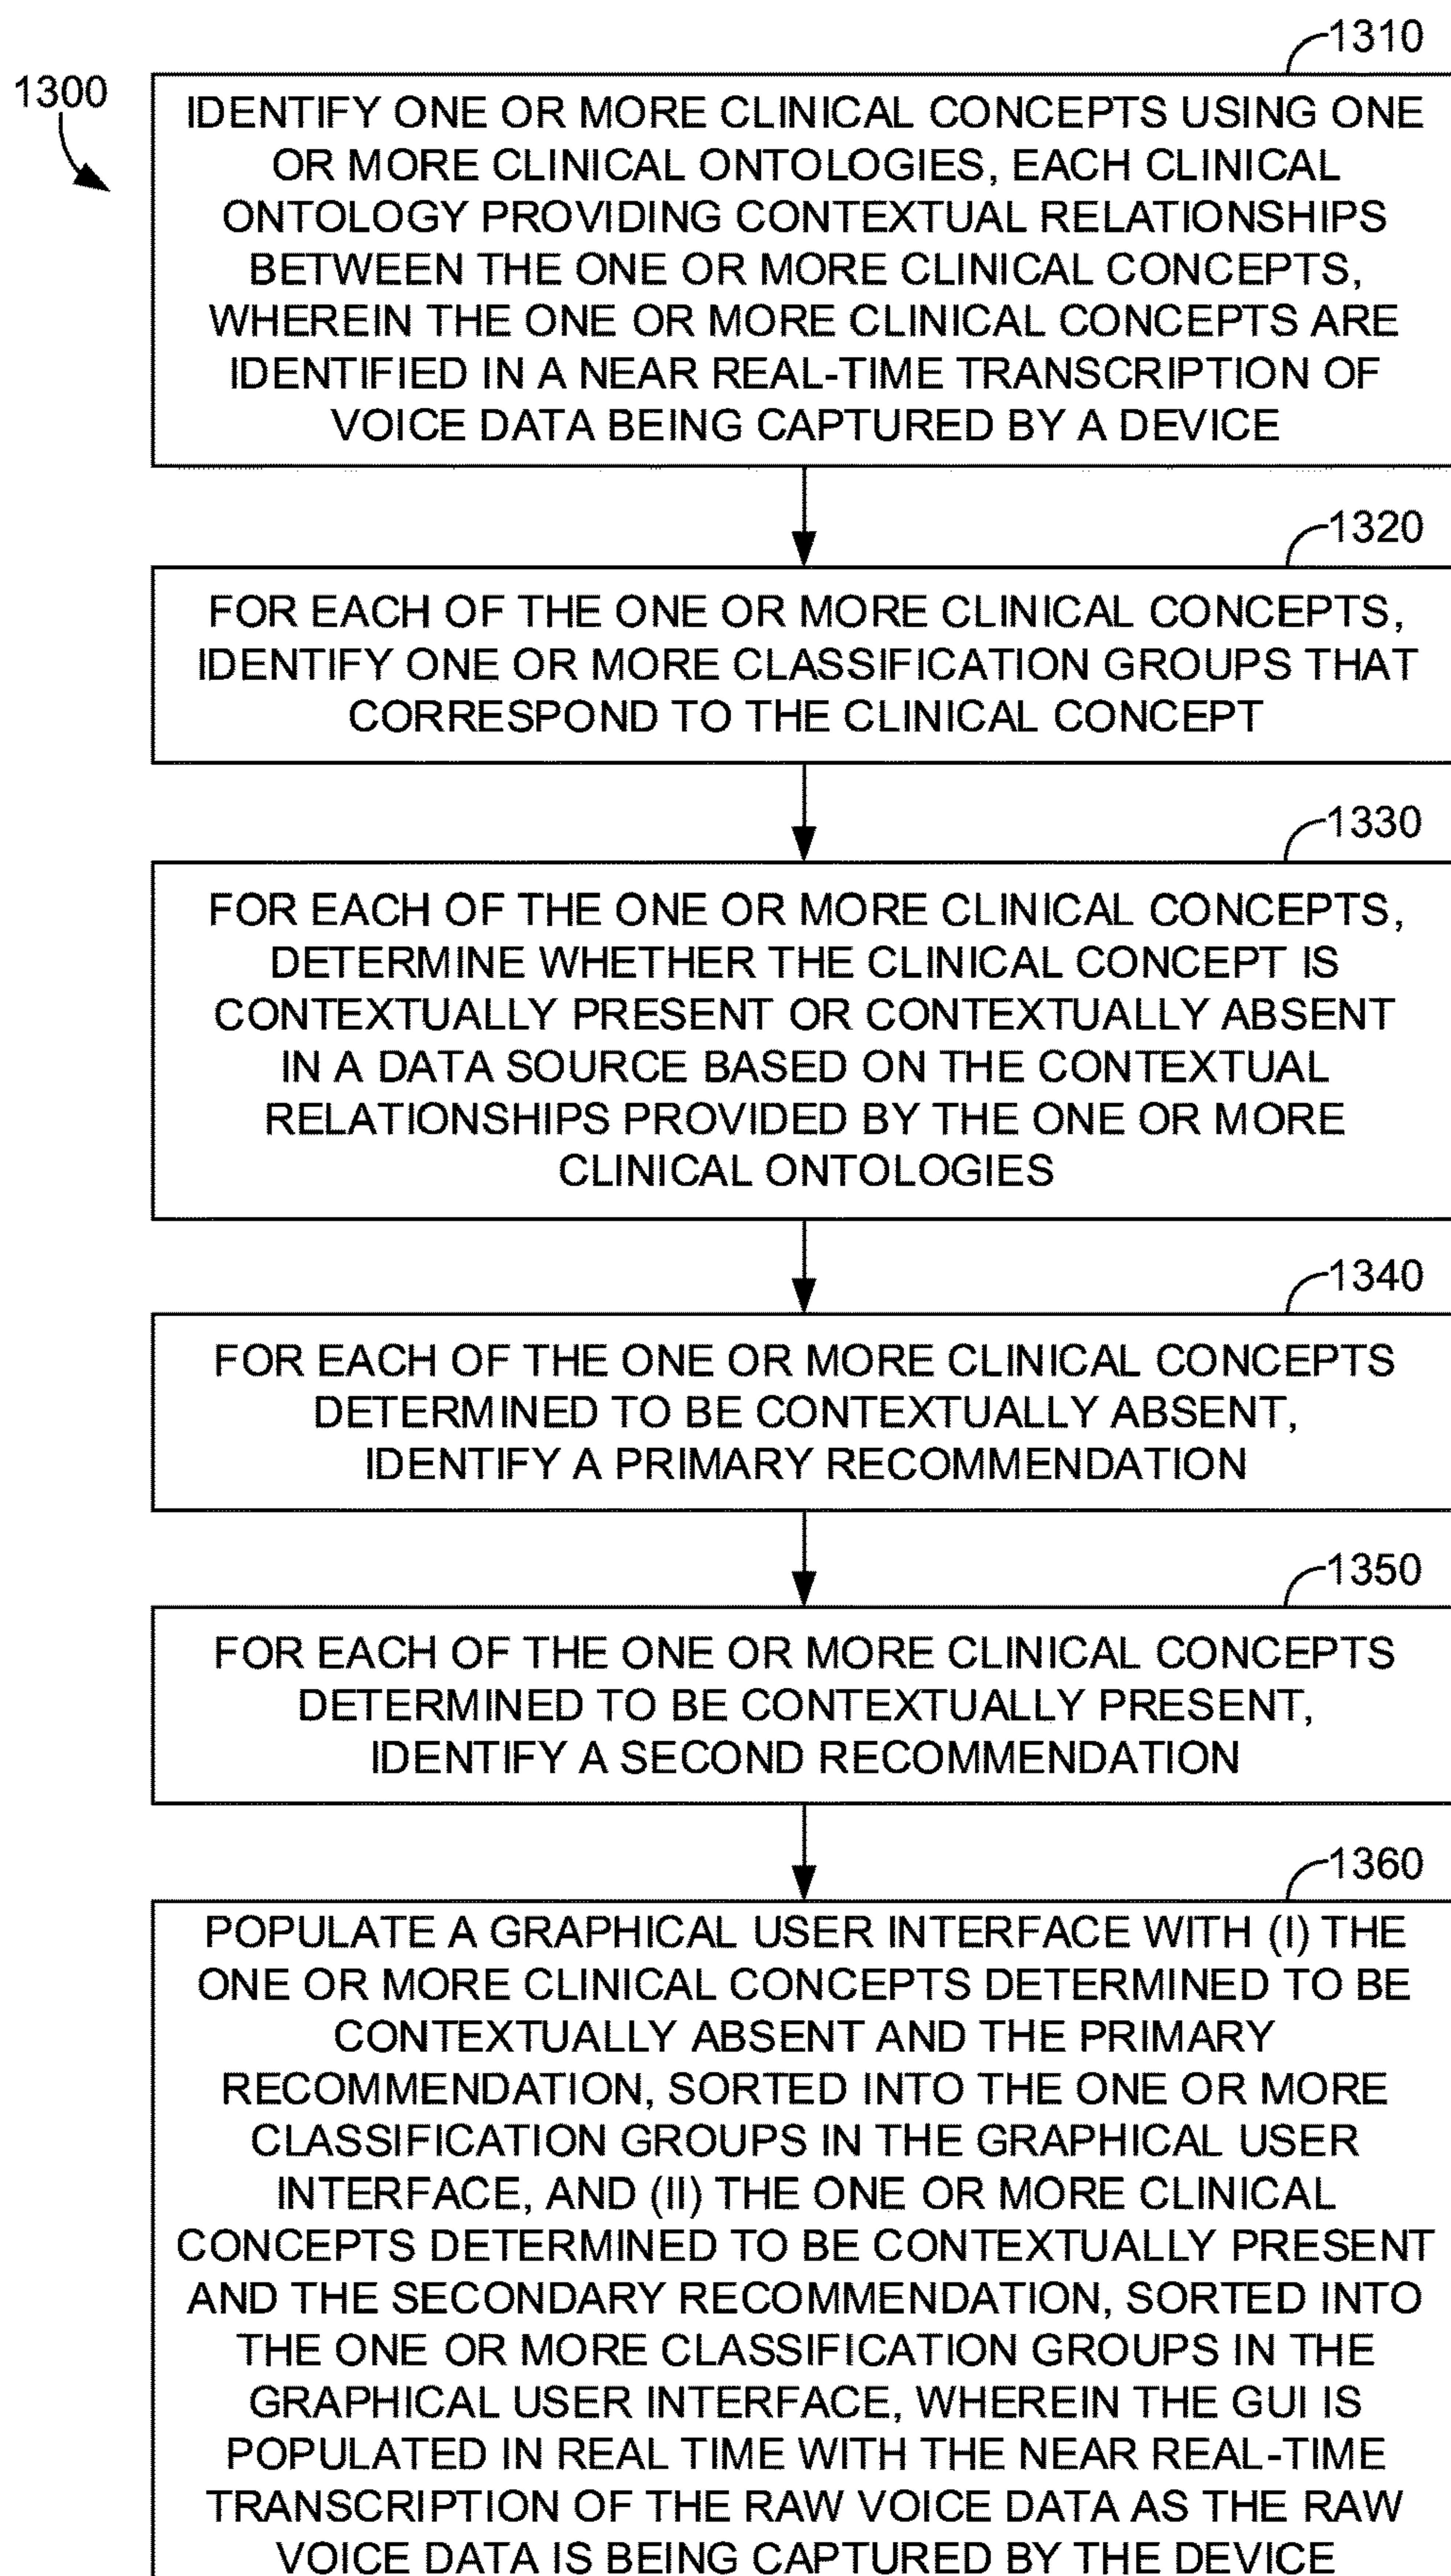 1300
1310
IDENTIFY ONE OR MORE CLINICAL CONCEPTS USING ONE
OR MORE CLINICAL ONTOLOGIES, EACH CLINICAL
ONTOLOGY PROVIDING CONTEXTUAL RELATIONSHIPS
BETWEEN THE ONE OR MORE CLINICAL CONCEPTS,
WHEREIN THE ONE OR MORE CLINICAL CONCEPTS ARE
IDENTIFIED IN A NEAR REAL-TIME TRANSCRIPTION OF
VOICE DATA BEING CAPTURED BY A DEVICE
1320
FOR EACH OF THE ONE OR MORE CLINICAL CONCEPTS,
IDENTIFY ONE OR MORE CLASSIFICATION GROUPS THAT
CORRESPOND TO THE CLINICAL CONCEPT
1330
FOR EACH OF THE ONE OR MORE CLINICAL CONCEPTS,
DETERMINE WHETHER THE CLINICAL CONCEPT IS
CONTEXTUALLY PRESENT OR CONTEXTUALLY ABSENT
IN A DATA SOURCE BASED ON THE CONTEXTUAL
RELATIONSHIPS PROVIDED BY THE ONE OR MORE
CLINICAL ONTOLOGIES
1340
FOR EACH OF THE ONE OR MORE CLINICAL CONCEPTS
DETERMINED TO BE CONTEXTUALLY ABSENT,
IDENTIFY A PRIMARY RECOMMENDATION
1350
FOR EACH OF THE ONE OR MORE CLINICAL CONCEPTS
DETERMINED TO BE CONTEXTUALLY PRESENT,
IDENTIFY A SECOND RECOMMENDATION
1360
POPULATE A GRAPHICAL USER INTERFACE WITH (I) THE
ONE OR MORE CLINICAL CONCEPTS DETERMINED TO BE
CONTEXTUALLY ABSENT AND THE PRIMARY
RECOMMENDATION, SORTED INTO THE ONE OR MORE
CLASSIFICATION GROUPS IN THE GRAPHICAL USER
INTERFACE, AND (II) THE ONE OR MORE CLINICAL
CONCEPTS DETERMINED TO BE CONTEXTUALLY PRESENT
AND THE SECONDARY RECOMMENDATION, SORTED INTO
THE ONE OR MORE CLASSIFICATION GROUPS IN THE
GRAPHICAL USER INTERFACE, WHEREIN THE GUI IS
POPULATED IN REAL TIME WITH THE NEAR REAL-TIME
TRANSCRIPTION OF THE RAW VOICE DATA AS THE RAW
VOICE DATA IS BEING CAPTURED BY THE DEVICE